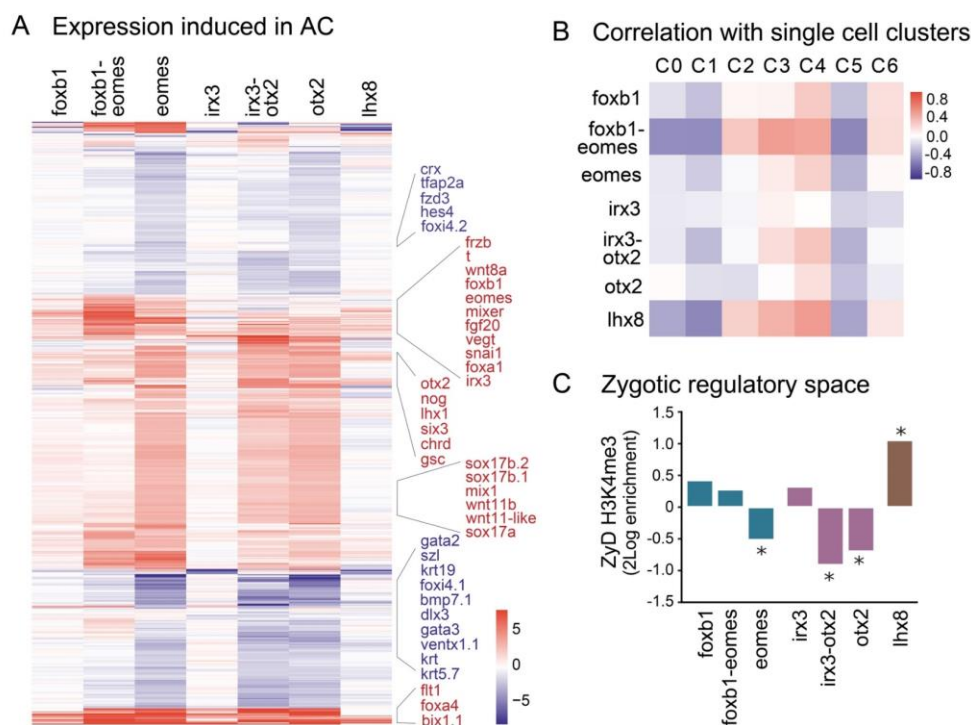 A Expression induced in AC
foxb1
foxb1-
eomes
eomes
irx3
irx3-
otx2
otx2
lhx8
crx
tfap2a
fzd3
hes4
foxi4.2
frzb
t
wnt8a
foxb1
eomes
mixer
fgf20
vegt
snai1
foxa1
irx3
otx2
nog
lhx1
six3
chrd
gsc
sox17b.2
sox17b.1
mix1
wnt11b
wnt11-like
sox17a
gata2
szl
krt19
foxi4.1
bmp7.1
dlx3
gata3
ventx1.1
krt
krt5.7
flt1
foxa4
bix1.1
5
0
−5
B Correlation with single cell clusters
C0 C1 C2 C3 C4 C5 C6
foxb1
foxb1-
eomes
eomes
irx3
irx3-
otx2
otx2
lhx8
0.8
0.4
0.0
-0.4
-0.8
C Zygotic regulatory space
ZyD H3K4me3
(2Log enrichment)
1.5
1.0
0.5
0
-0.5
-1.0
-1.5
*
*
*
*
foxb1
foxb1-eomes
eomes
irx3
irx3-otx2
otx2
lhx8